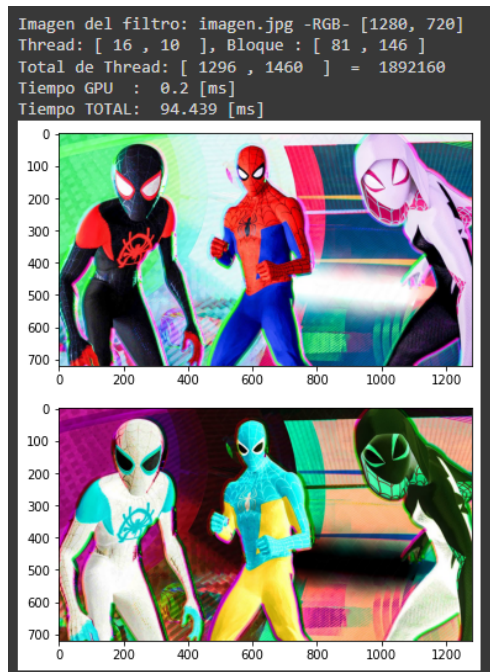 Imagen del filtro: imagen.jpg -RGB- [1280, 720]
Thread: [ 16 , 10  ], Bloque : [ 81 , 146 ]
Total de Thread: [ 1296 , 1460  ]  =  1892160
Tiempo GPU  :  0.2 [ms]
Tiempo TOTAL:  94.439 [ms]
0
100
200
300
400
500
600
700
0 200 400 600 800 1000 1200
0
100
200
300
400
500
600
700
0 200 400 600 800 1000 1200